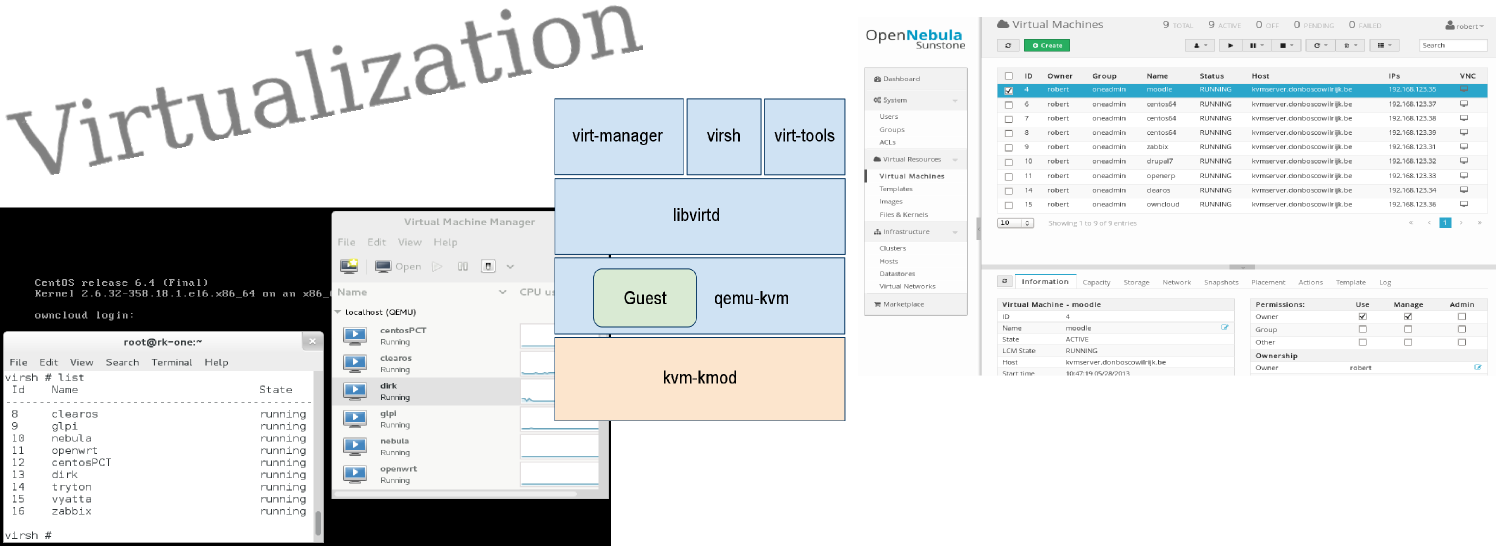 Virtualization
CentOS release 6.4 (Final)
Kernel 2.6.32-358.18.1.el6.x86_64 on an x86_6
owncloud login:
root@rk-one:~
File Edit View Search Terminal Help
virsh # list
Id Name State
8 clearos running
9 glpi running
10 nebula running
11 openwrt running
12 centosPCT running
13 dirk running
14 tryton running
15 vyatta running
16 zabbix running
virsh #
Virtual Machine Manager
File Edit View Help
Open
Name CPU us
localhost (QEMU)
centosPCT
Running
clearos
Running
dirk
Running
glpi
Running
nebula
Running
openwrt
Running
virt-manager virsh virt-tools
libvirtd
Guest qemu-kvm
kvm-kmod
OpenNebula
Sunstone
Dashboard
System
Users
Groups
ACLs
Virtual Resources
Virtual Machines
Templates
Images
Files & Kernels
Infrastructure
Clusters
Hosts
Datastores
Virtual Networks
Marketplace
Virtual Machines 9 TOTAL 9 ACTIVE 0 OFF 0 PENDING 0 FAILED robert
Create Search
ID Owner Group Name Status Host IPs VNC
4 robert oneadmin moodle RUNNING kvmserver.donboscowilrijk.be 192.168.123.35
6 robert oneadmin centos64 RUNNING kvmserver.donboscowilrijk.be 192.168.123.37
7 robert oneadmin centos64 RUNNING kvmserver.donboscowilrijk.be 192.168.123.38
8 robert oneadmin centos64 RUNNING kvmserver.donboscowilrijk.be 192.168.123.39
9 robert oneadmin zabbix RUNNING kvmserver.donboscowilrijk.be 192.168.123.31
10 robert oneadmin drupal7 RUNNING kvmserver.donboscowilrijk.be 192.168.123.32
11 robert oneadmin openerp RUNNING kvmserver.donboscowilrijk.be 192.168.123.33
14 robert oneadmin clearos RUNNING kvmserver.donboscowilrijk.be 192.168.123.34
15 robert oneadmin owncloud RUNNING kvmserver.donboscowilrijk.be 192.168.123.36
10 Showing 1 to 9 of 9 entries « ‹ 1 › »
Information Capacity Storage Network Snapshots Placement Actions Template Log
Virtual Machine - moodle
ID 4
Name moodle
State ACTIVE
LCM State RUNNING
Host kvmserver.donboscowilrijk.be
Start time 10:47:19 05/28/2013
Permissions: Use Manage Admin
Owner
Group
Other
Ownership
Owner robert